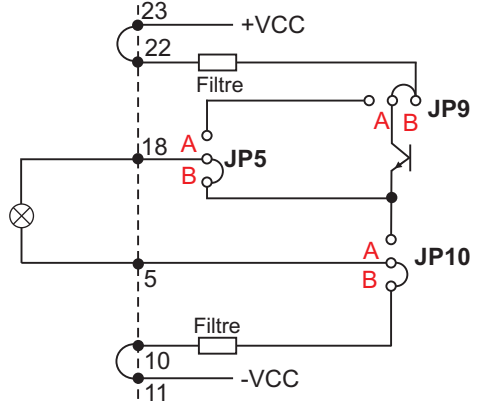 23
+VCC
22
Filtre
A B JP9
18 A JP5
B
A JP10
5 B
Filtre
10
-VCC
11